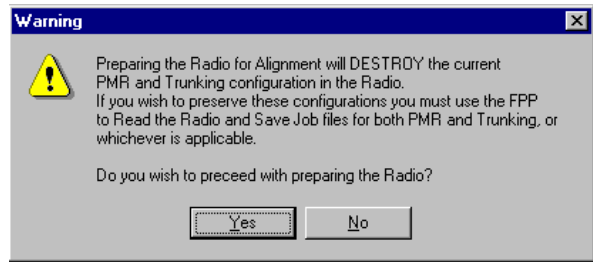 Warning
Preparing the Radio for Alignment will DESTROY the current
PMR and Trunking configuration in the Radio.
If you wish to preserve these configurations you must use the FPP
to Read the Radio and Save Job files for both PMR and Trunking, or
whichever is applicable.
Do you wish to preceed with preparing the Radio?
Yes No